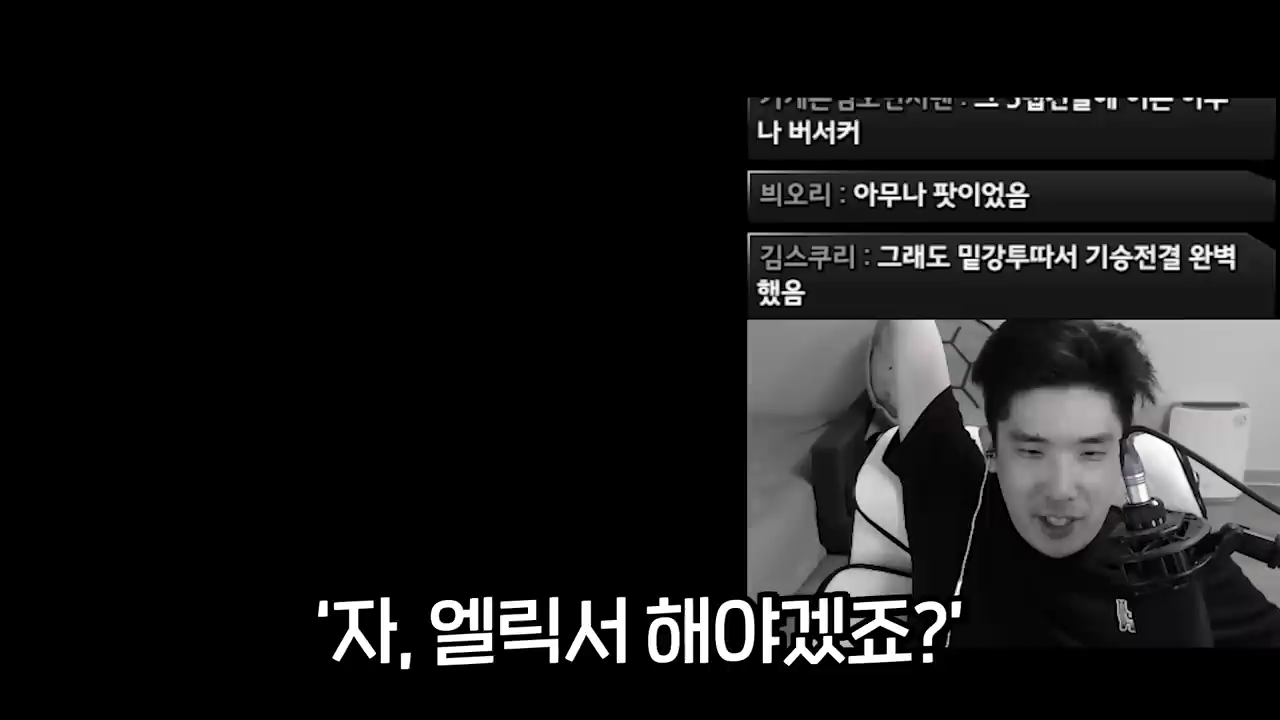 나 버서커
븨오리 : 아무나 팟이었음
김스쿠리 : 그래도 밑강투따서 기승전결 완벽
했음
‘자, 엘릭서 해야겠죠?’